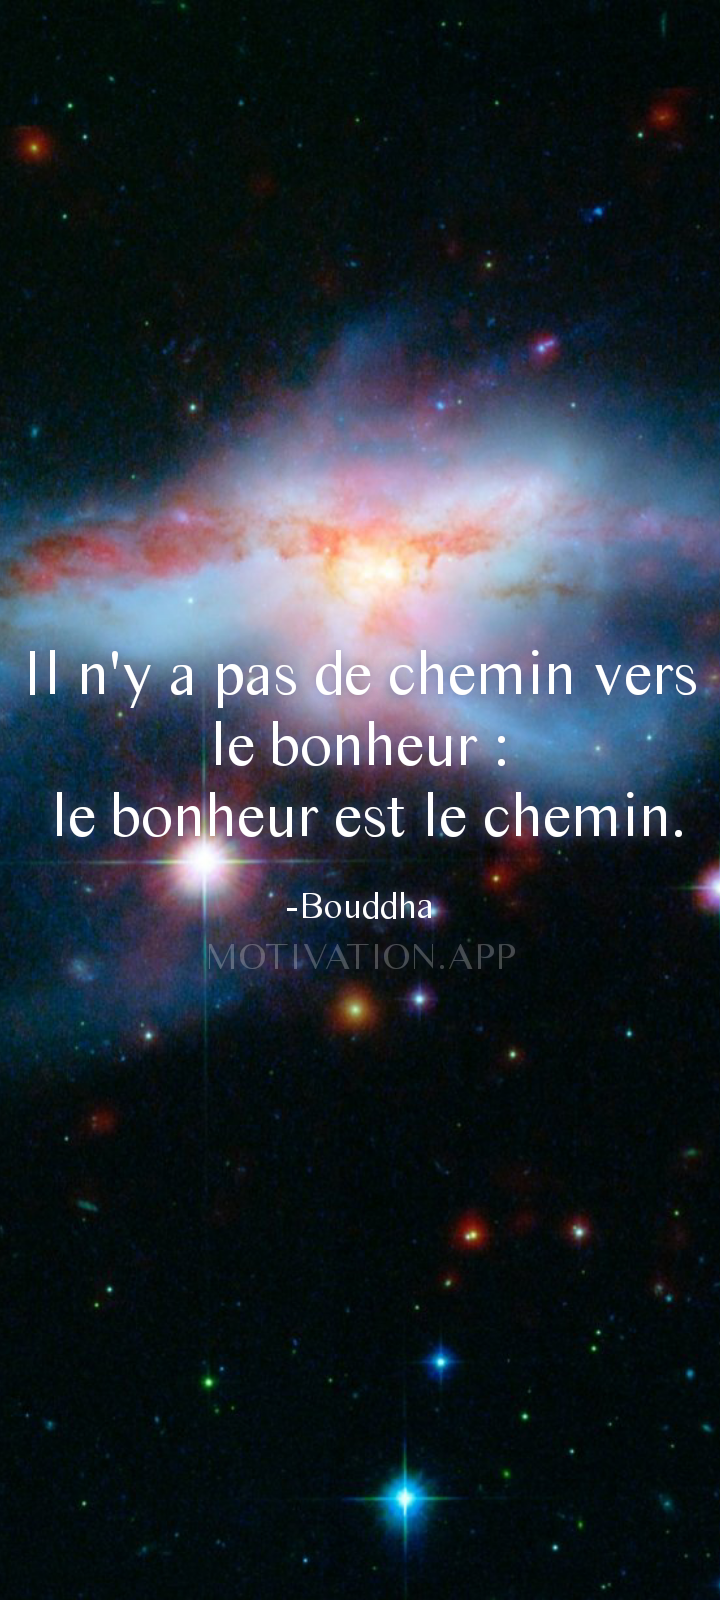 Il n'y a pas de chemin vers
le bonheur :
le bonheur est le chemin.
-Bouddha
MOTIVATION.APP